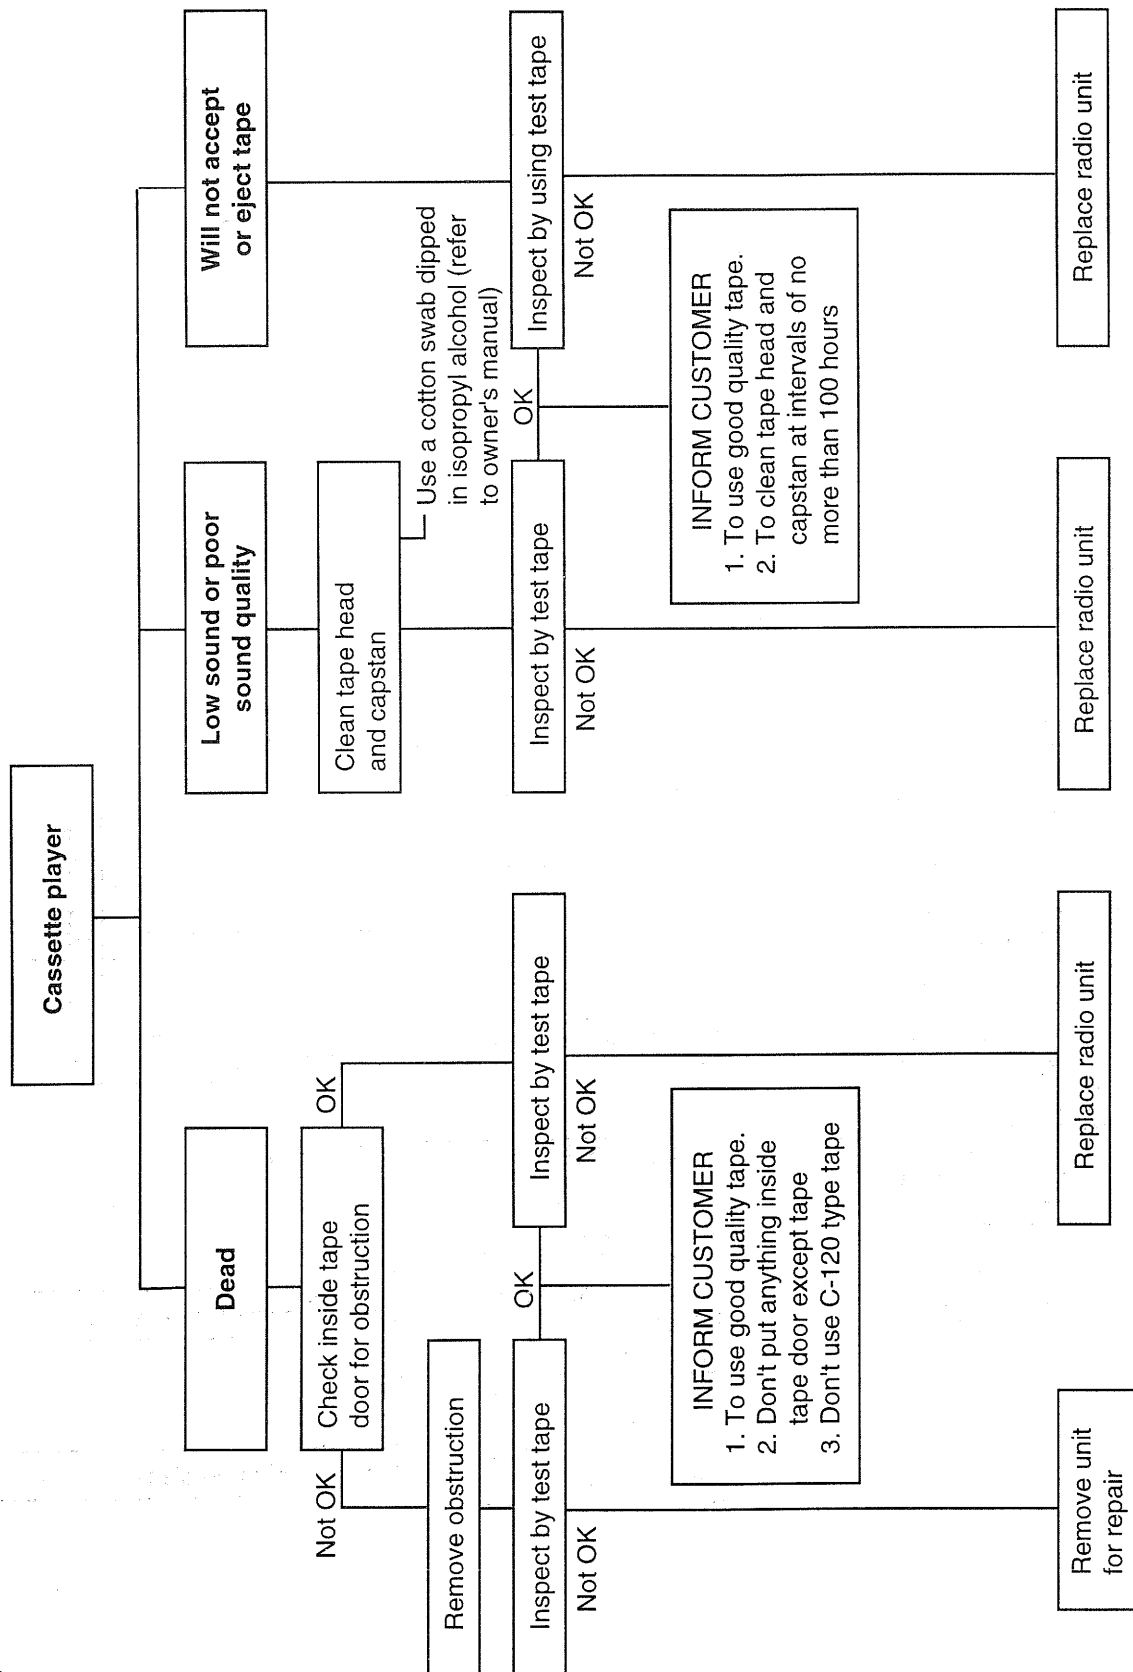 Cassette player
Dead
Low sound or poor
sound quality
Will not accept
or eject tape
Check inside tape
door for obstruction
Not OK
OK
Clean tape head
and capstan
Use a cotton swab dipped
in isopropyl alcohol (refer
to owner's manual)
Remove obstruction
Inspect by test tape
OK
Inspect by test tape
Inspect by test tape
OK
Inspect by using test tape
Not OK
Not OK
Not OK
Not OK
INFORM CUSTOMER
1. To use good quality tape.
2. Don't put anything inside
tape door except tape
3. Don't use C-120 type tape
INFORM CUSTOMER
1. To use good quality tape.
2. To clean tape head and
capstan at intervals of no
more than 100 hours
Remove unit
for repair
Replace radio unit
Replace radio unit
Replace radio unit